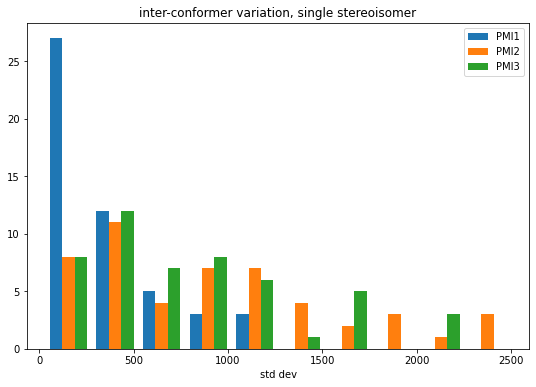 inter-conformer variation, single stereoisomer
PMI1
PMI2
PMI3
25
20
15
10
5
0
0 500 1000 1500 2000 2500
std dev